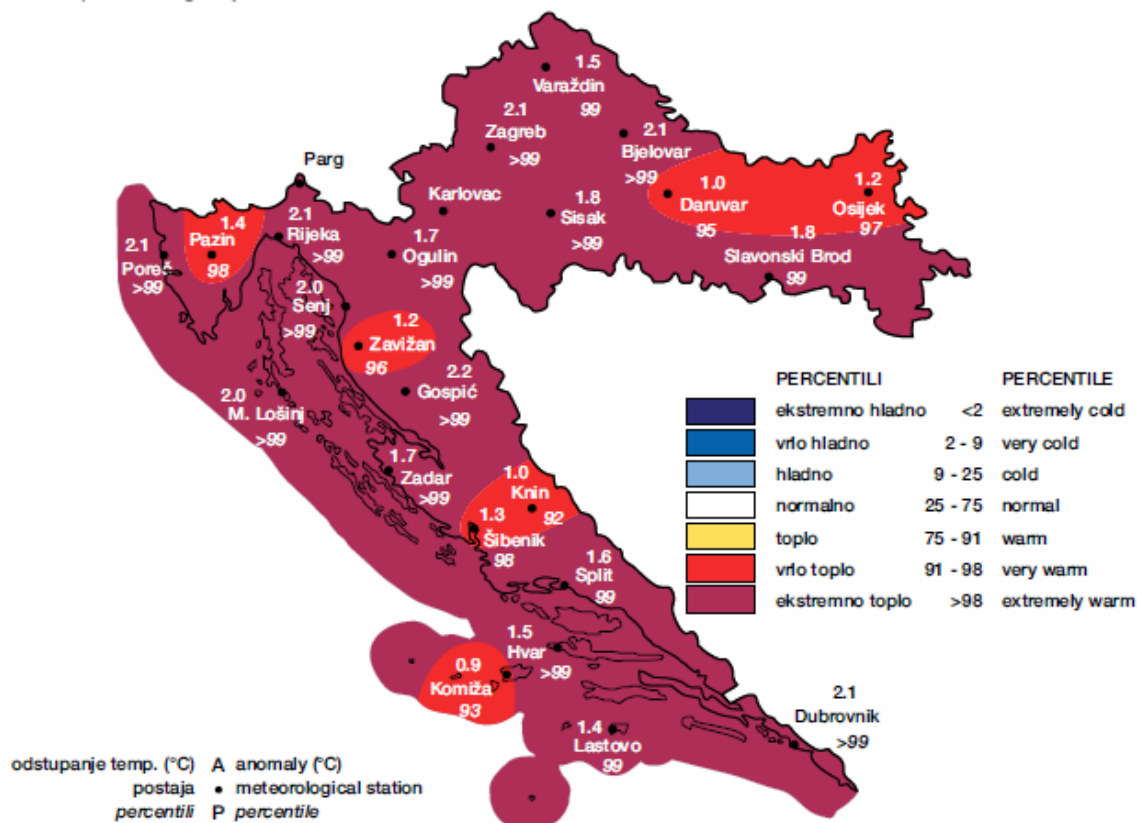 1.5
Varaždin
99
2.1
Zagreb
>99
2.1
Bjelovar
>99
Parg
Karlovac
1.8
Sisak
>99
1.0
Daruvar
95
1.2
Osijek
97
1.8
Slavonski Brod
99
2.1
Poreč
>99
1.4
Pazin
98
2.1
Rijeka
>99
1.7
Ogulin
>99
2.0
Senj
>99
1.2
Zavižan
96
2.2
Gospić
>99
2.0
M. Lošinj
>99
1.7
Zadar
>99
1.0
Knin
92
1.3
Šibenik
98
1.6
Split
99
1.5
Hvar
>99
0.9
Komiža
93
1.4
Lastovo
99
2.1
Dubrovnik
>99
PERCENTILI PERCENTILE
ekstremno hladno <2 extremely cold
vrlo hladno 2 - 9 very cold
hladno 9 - 25 cold
normalno 25 - 75 normal
toplo 75 - 91 warm
vrlo toplo 91 - 98 very warm
ekstremno toplo >98 extremely warm
odstupanje temp. (°C) A anomaly (°C)
postaja • meteorological station
percentili P percentile